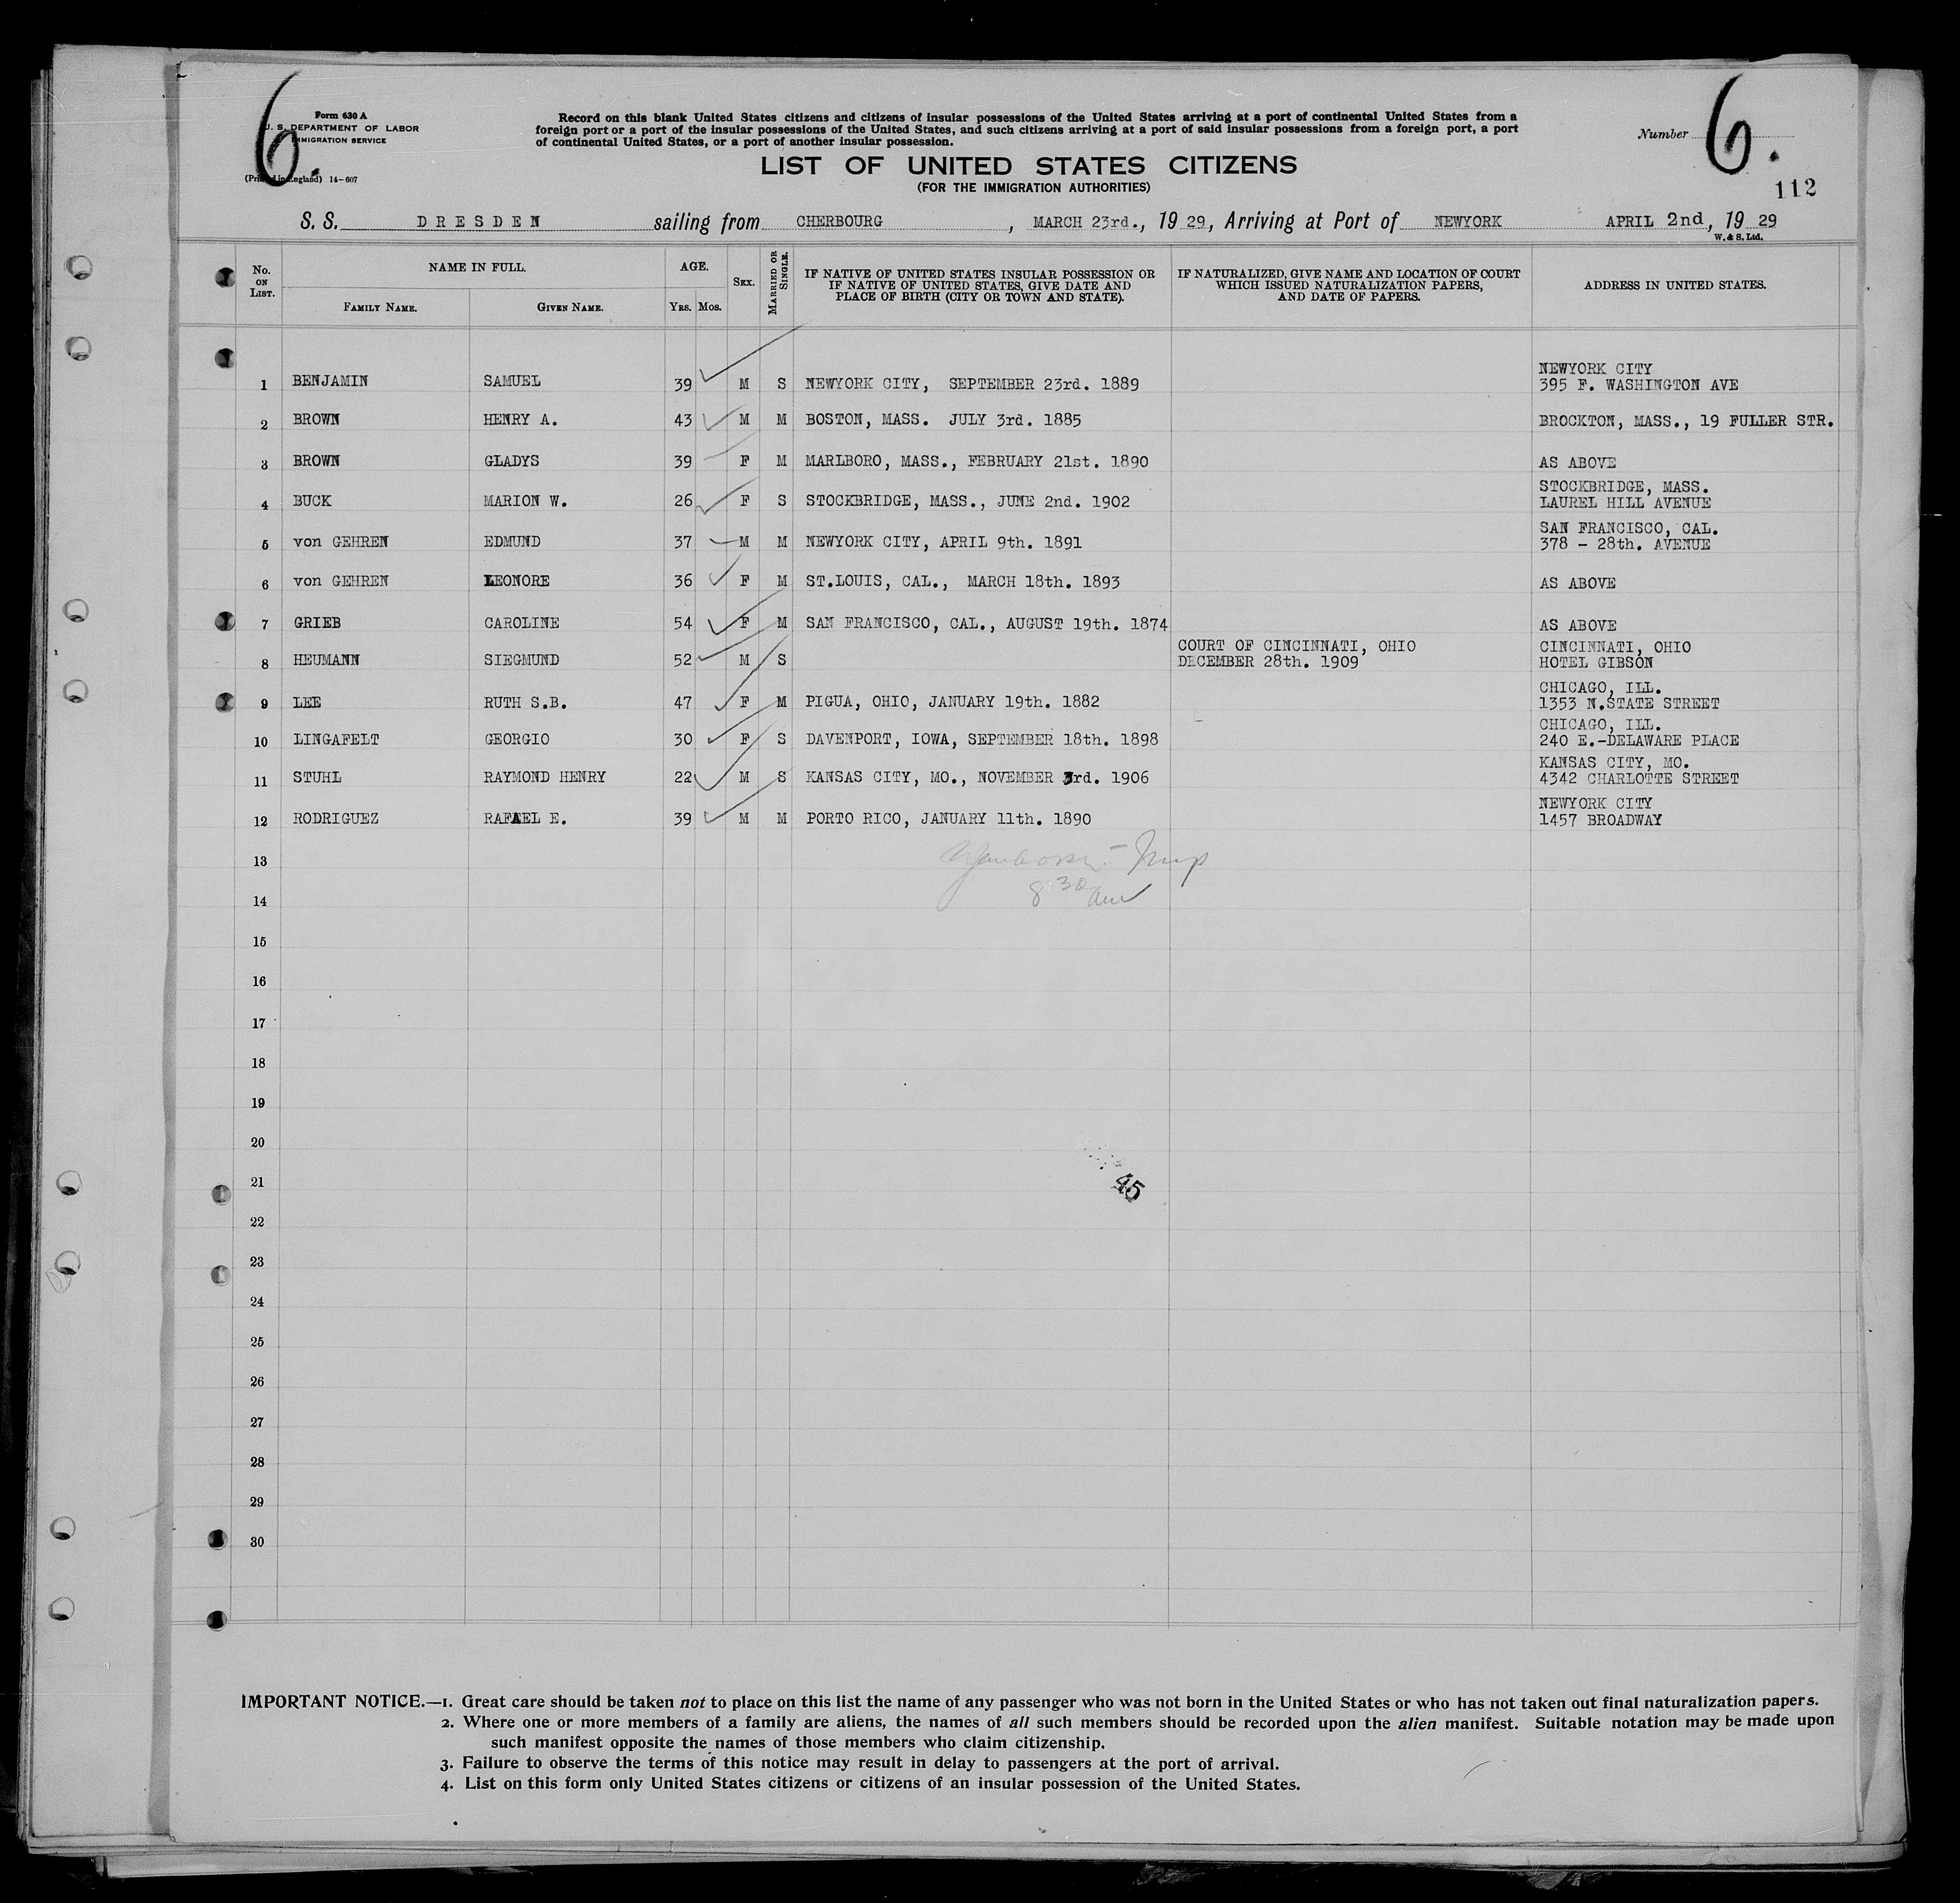 6.
Form 630 A
U. S. DEPARTMENT OF LABOR
IMMIGRATION SERVICE
(Printed in England) 14-607
Record on this blank United States citizens and citizens of insular possessions of the United States arriving at a port of continental United States from a
foreign port or a port of the insular possessions of the United States, and such citizens arriving at a port of said insular possessions from a foreign port, a port
of continental United States, or a port of another insular possession.
Number 6.
LIST OF UNITED STATES CITIZENS
(FOR THE IMMIGRATION AUTHORITIES)
112
S. S. DRESDEN sailing from CHERBOURG, MARCH 23rd., 1929, Arriving at Port of NEWYORK APRIL 2nd, 1929
W. & S. Ltd.
No. ON LIST. NAME IN FULL. FAMILY NAME. GIVEN NAME. AGE. YRS. MOS. SEX. MARRIED OR SINGLE. IF NATIVE OF UNITED STATES INSULAR POSSESSION OR IF NATIVE OF UNITED STATES, GIVE DATE AND PLACE OF BIRTH (CITY OR TOWN AND STATE). IF NATURALIZED, GIVE NAME AND LOCATION OF COURT WHICH ISSUED NATURALIZATION PAPERS, AND DATE OF PAPERS. ADDRESS IN UNITED STATES.
NEWYORK CITY
1 BENJAMIN SAMUEL 39 M S NEWYORK CITY, SEPTEMBER 23rd. 1889 395 F. WASHINGTON AVE
2 BROWN HENRY A. 43 M M BOSTON, MASS. JULY 3rd. 1885 BROCKTON, MASS., 19 FULLER STR.
3 BROWN GLADYS 39 F M MARLBORO, MASS., FEBRUARY 21st. 1890 AS ABOVE
STOCKBRIDGE, MASS.
4 BUCK MARION W. 26 F S STOCKBRIDGE, MASS., JUNE 2nd. 1902 LAUREL HILL AVENUE
SAN FRANCISCO, CAL.
5 von GEHREN EDMUND 37 M M NEWYORK CITY, APRIL 9th. 1891 378 - 28th. AVENUE
6 von GEHREN LEONORE 36 F M ST.LOUIS, CAL., MARCH 18th. 1893 AS ABOVE
7 GRIEB CAROLINE 54 F M SAN FRANCISCO, CAL., AUGUST 19th. 1874 AS ABOVE
COURT OF CINCINNATI, OHIO CINCINNATI, OHIO
8 HEUMANN SIEGMUND 52 M S DECEMBER 28th. 1909 HOTEL GIBSON
CHICAGO, ILL.
9 LEE RUTH S.B. 47 F M PIGUA, OHIO, JANUARY 19th. 1882 1353 N.STATE STREET
CHICAGO, ILL.
10 LINGAFELT GEORGIO 30 F S DAVENPORT, IOWA, SEPTEMBER 18th. 1898 240 E.-DELAWARE PLACE
KANSAS CITY, MO.
11 STUHL RAYMOND HENRY 22 M S KANSAS CITY, MO., NOVEMBER 3rd. 1906 4342 CHARLOTTE STREET
NEWYORK CITY
12 RODRIGUEZ RAFAEL E. 39 M M PORTO RICO, JANUARY 11th. 1890 1457 BROADWAY
13
8 30 am
14
15
16
17
18
19
20
21
45
22
23
24
25
26
27
28
29
30
IMPORTANT NOTICE.—1. Great care should be taken not to place on this list the name of any passenger who was not born in the United States or who has not taken out final naturalization papers.
2. Where one or more members of a family are aliens, the names of all such members should be recorded upon the alien manifest. Suitable notation may be made upon
such manifest opposite the names of those members who claim citizenship.
3. Failure to observe the terms of this notice may result in delay to passengers at the port of arrival.
4. List on this form only United States citizens or citizens of an insular possession of the United States.